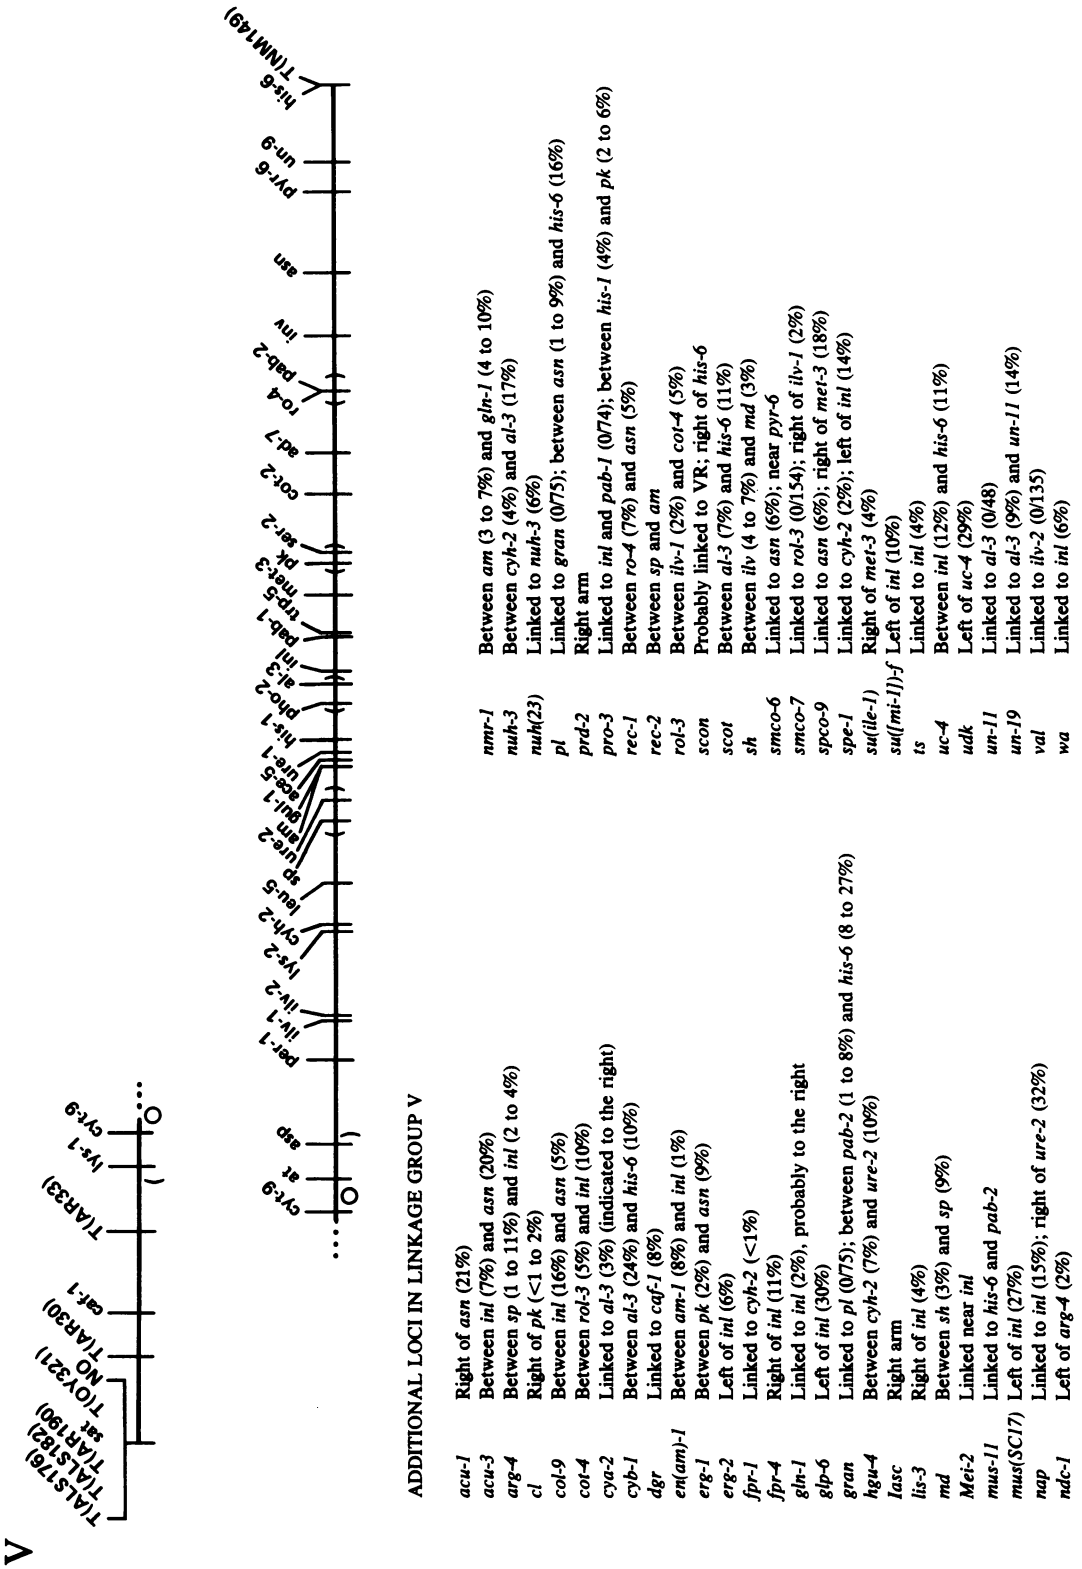 V
T(ALS176)
T(ALS182)
T(AR190)
sat
T(OY321)
NO
T(AR30)
caf-1
T(AR33)
lys-1
cyt-9
cyt-9
at
asp
per-1
ilv-1
ilv-2
lys-2
cyh-2
leu-5
sp
ure-2
am
gul-1
ace-5
ure-1
his-1
pho-2
al-3
inl
pab-1
trp-5
met-3
pk
ser-2
cot-2
ad-7
ro-4
pab-2
inv
asn
pyr-6
un-9
his-6
T(NM149)
ADDITIONAL LOCI IN LINKAGE GROUP V
acu-1 Right of asn (21%)
acu-3 Between inl (7%) and asn (20%)
arg-4 Between sp (1 to 11%) and inl (2 to 4%)
cl Right of pk (<1 to 2%)
col-9 Between inl (16%) and asn (5%)
cot-4 Between rol-3 (5%) and inl (10%)
cya-2 Linked to al-3 (3%) (indicated to the right)
cyb-1 Between al-3 (24%) and his-6 (10%)
dgr Linked to caf-1 (8%)
en(am)-1 Between am-1 (8%) and inl (1%)
erg-1 Between pk (2%) and asn (9%)
erg-2 Left of inl (6%)
fpr-1 Linked to cyh-2 (<1%)
fpr-4 Right of inl (11%)
gln-1 Linked to inl (2%), probably to the right
glp-6 Left of inl (30%)
gran Linked to pl (0/75); between pab-2 (1 to 8%) and his-6 (8 to 27%)
hgu-4 Between cyh-2 (7%) and ure-2 (10%)
Iasc Right arm
lis-3 Right of inl (4%)
md Between sh (3%) and sp (9%)
Mei-2 Linked near inl
mus-11 Linked to his-6 and pab-2
mus(SC17) Left of inl (27%)
nap Linked to inl (15%); right of ure-2 (32%)
ndc-1 Left of arg-4 (2%)
nmr-1 Between am (3 to 7%) and gln-1 (4 to 10%)
nuh-3 Between cyh-2 (4%) and al-3 (17%)
nuh(23) Linked to nuh-3 (6%)
pl Linked to gran (0/75); between asn (1 to 9%) and his-6 (16%)
prd-2 Right arm
pro-3 Linked to inl and pab-1 (0/74); between his-1 (4%) and pk (2 to 6%)
rec-1 Between ro-4 (7%) and asn (5%)
rec-2 Between sp and am
rol-3 Between ilv-1 (2%) and cot-4 (5%)
scon Probably linked to VR; right of his-6
scot Between al-3 (7%) and his-6 (11%)
sh Between ilv (4 to 7%) and md (3%)
smco-6 Linked to asn (6%); near pyr-6
smco-7 Linked to rol-3 (0/154); right of ilv-1 (2%)
spco-9 Linked to asn (6%); right of met-3 (18%)
spe-1 Linked to cyh-2 (2%); left of inl (14%)
su(ile-1) Right of met-3 (4%)
su([mi-1])-f Left of inl (10%)
ts Linked to inl (4%)
uc-4 Between inl (12%) and his-6 (11%)
udk Left of uc-4 (29%)
un-11 Linked to al-3 (0/48)
un-19 Linked to al-3 (9%) and un-11 (14%)
val Linked to ilv-2 (0/135)
wa Linked to inl (6%)